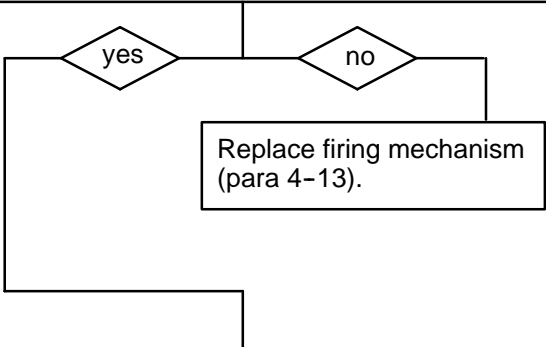 yes
no
Replace firing mechanism
(para 4-13).